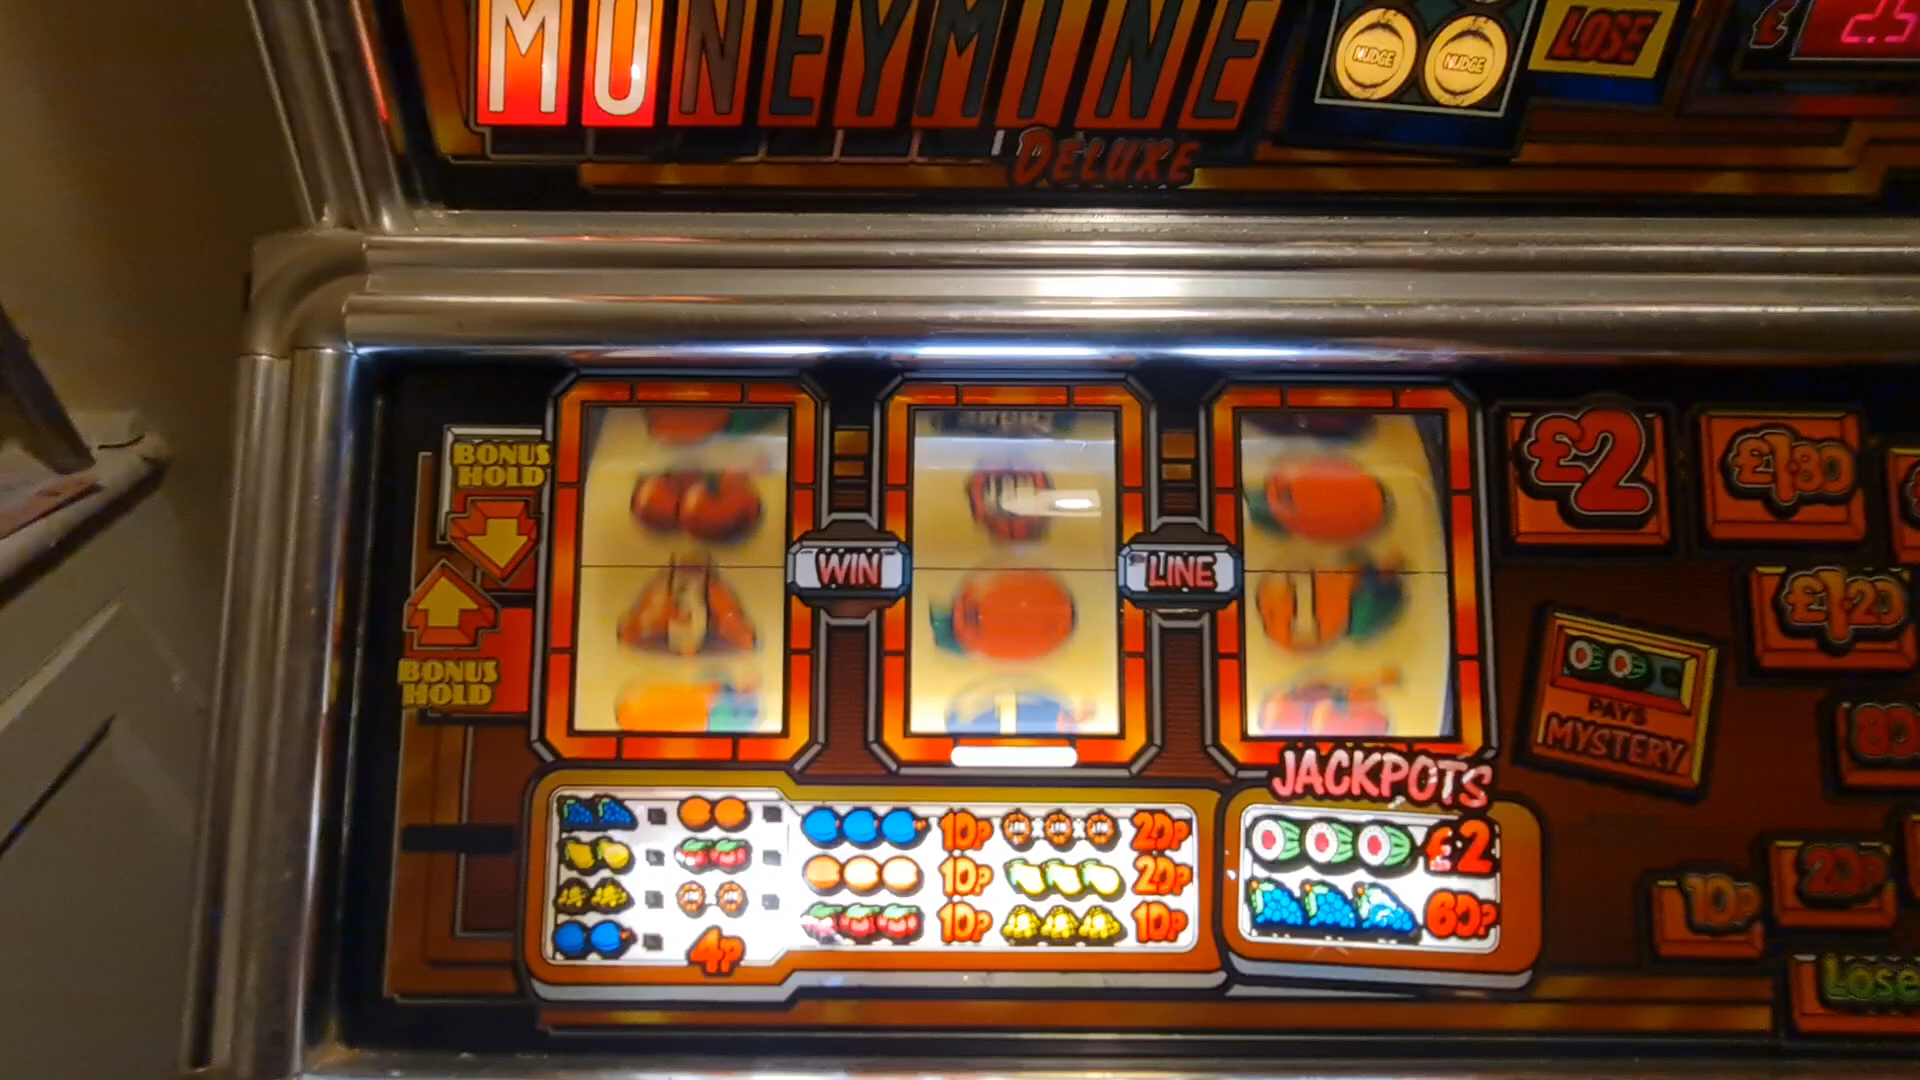 MONEYMINE
DELUXE
NUDGE NUDGE
LOSE
£
BONUS
HOLD
WIN
LINE
BONUS
HOLD
£2
£1.80
£1.20
80
PAYS
MYSTERY
JACKPOTS
10P
20P
10P
20P
10P
10P
4P
£2
60P
10P
20P
Lose